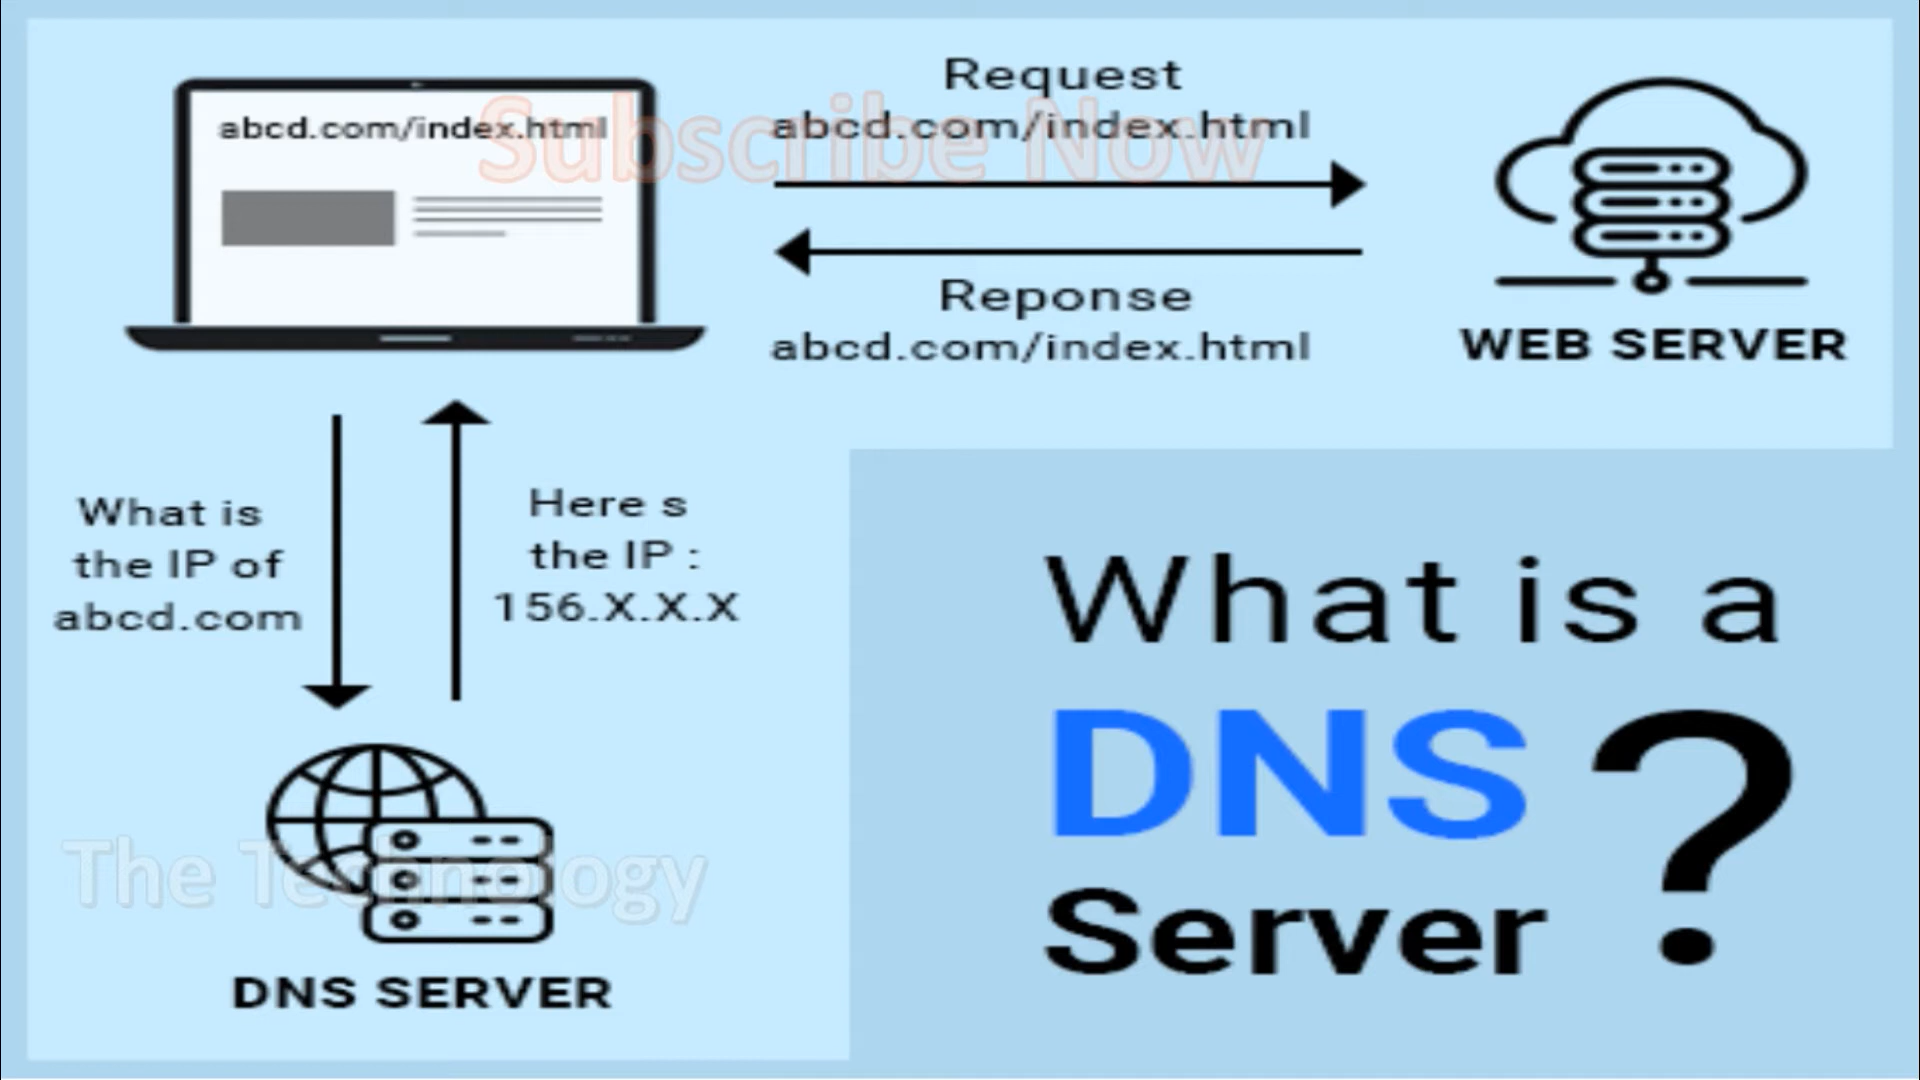 abcd.com/index.html
Request
abcd.com/index.html
Subscribe Now
Reponse
abcd.com/index.html
WEB SERVER
What is
the IP of
abcd.com
Here s
the IP :
156.X.X.X
The Technology
DNS SERVER
What is a
DNS
Server ?